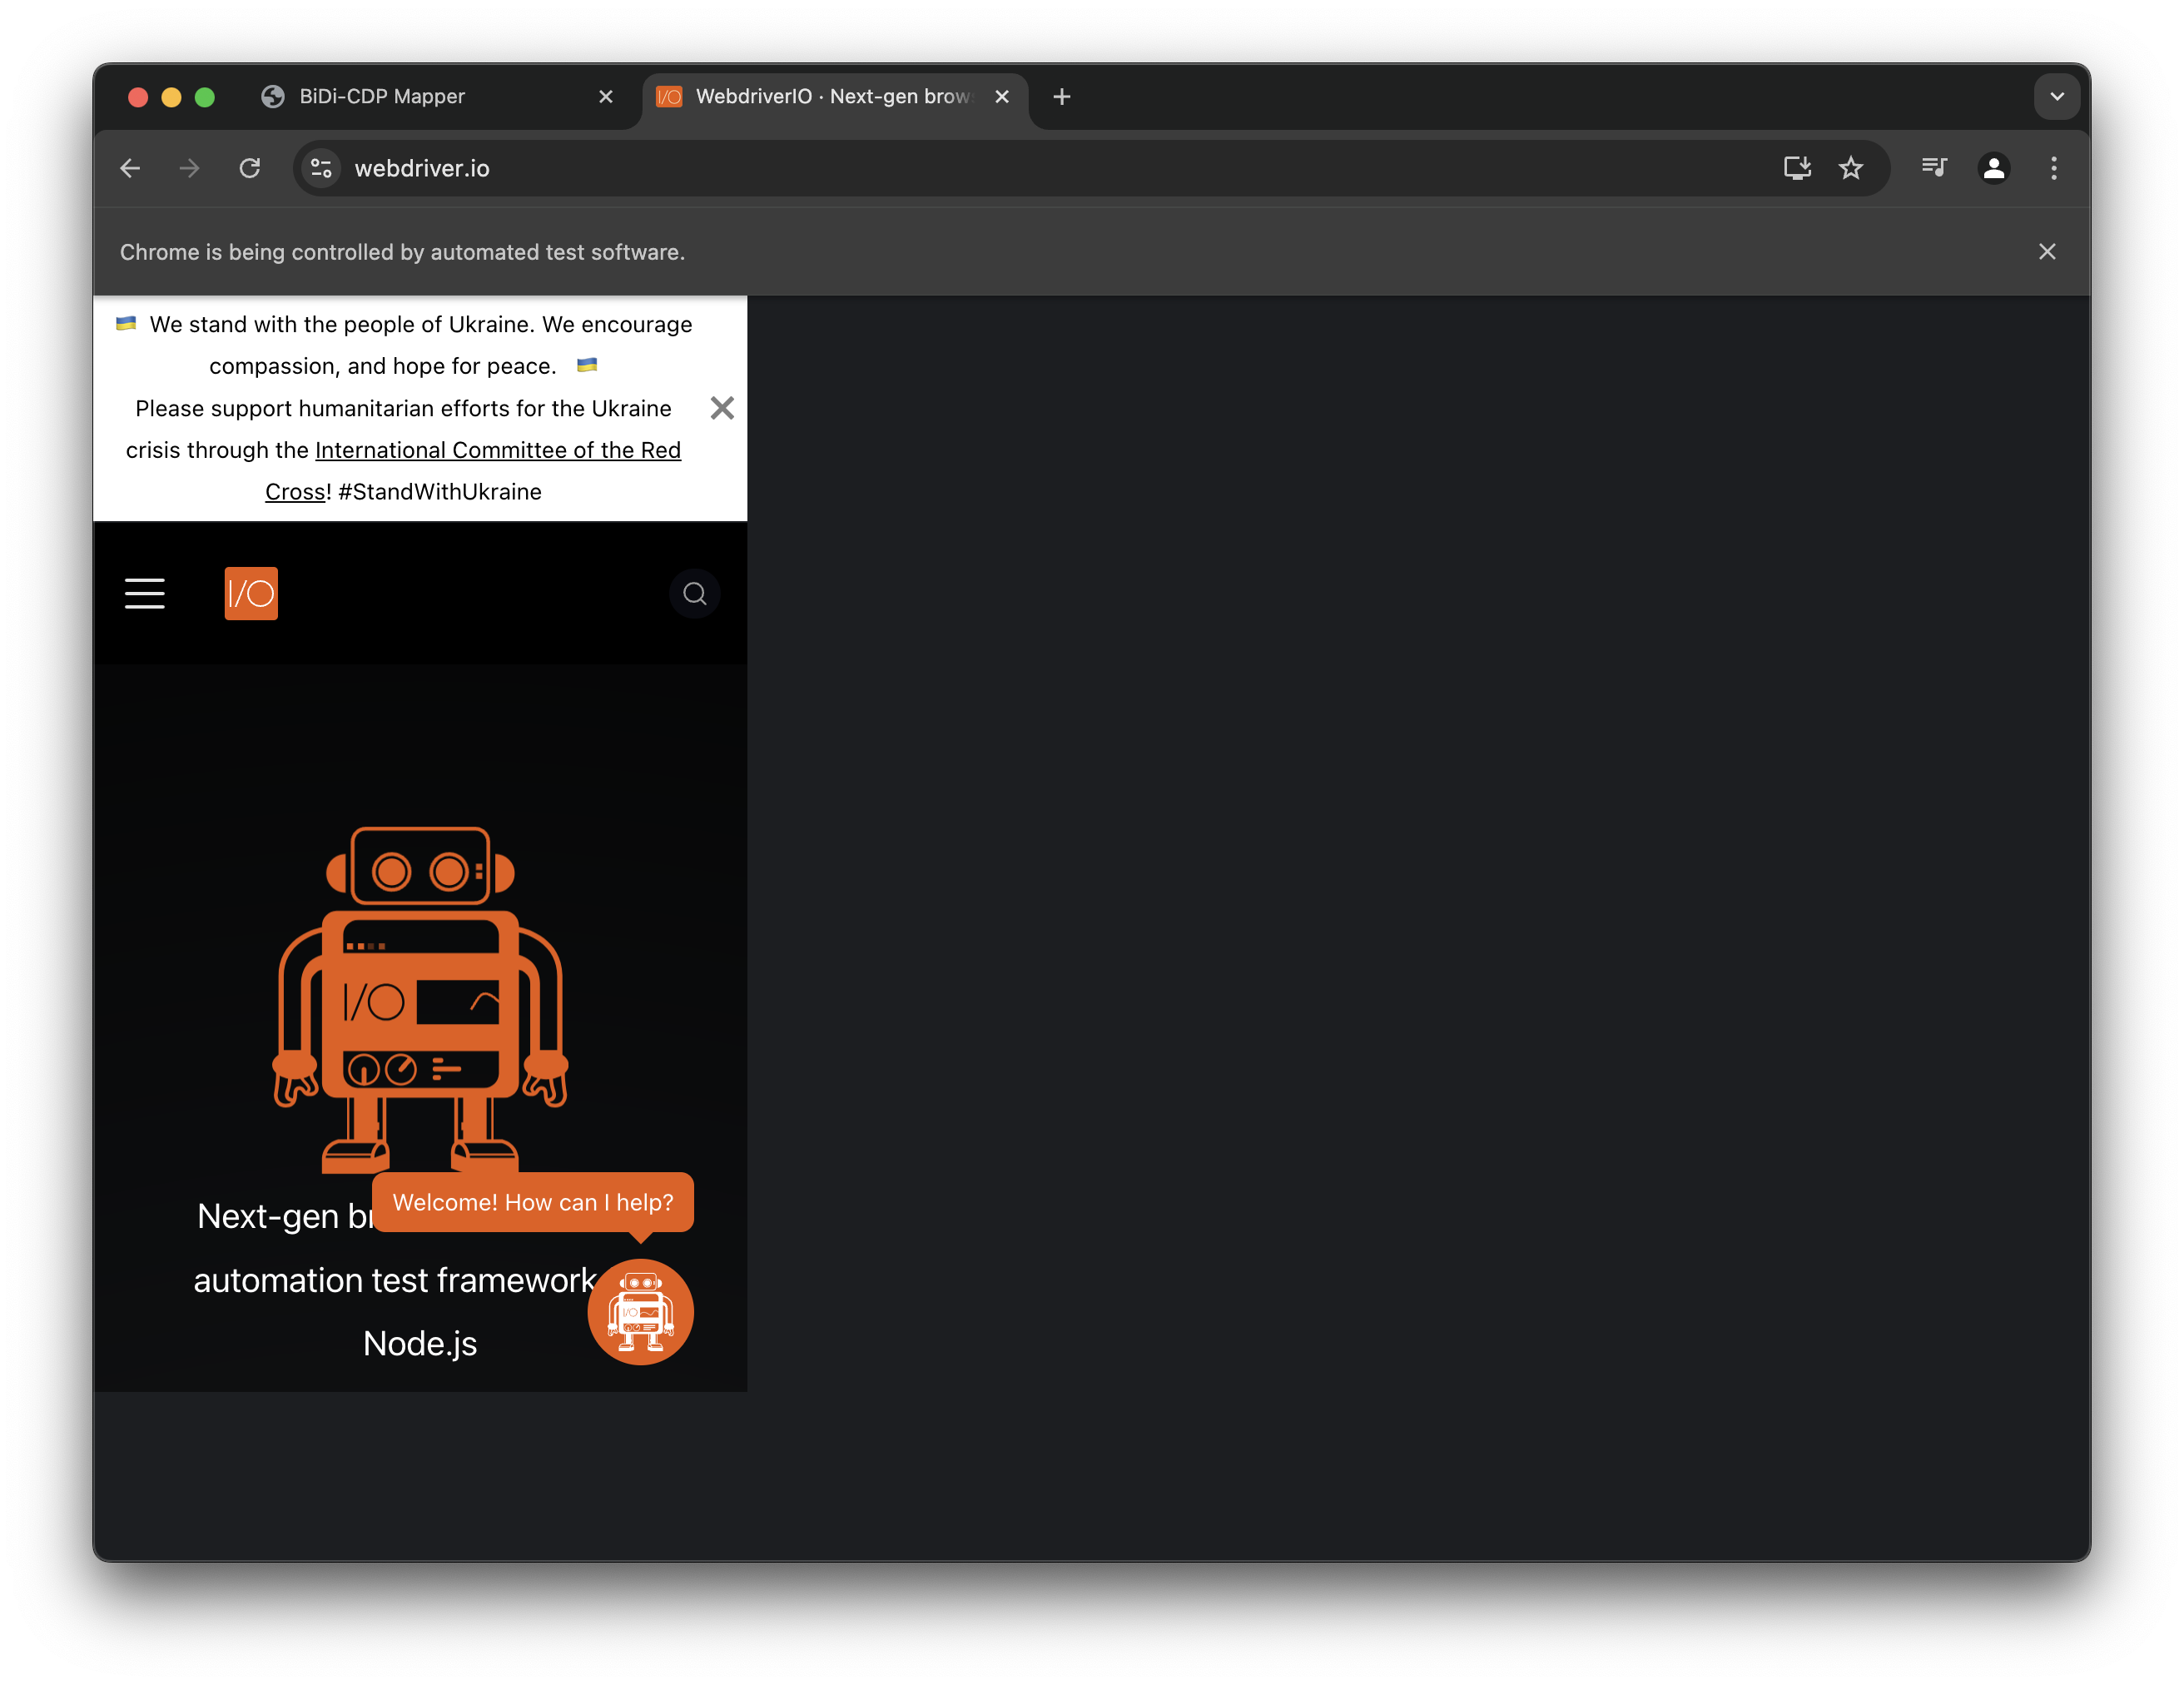 BiDi-CDP Mapper
WebdriverIO · Next-gen brow
webdriver.io
Chrome is being controlled by automated test software.
We stand with the people of Ukraine. We encourage
compassion, and hope for peace.
Please support humanitarian efforts for the Ukraine
crisis through the International Committee of the Red
Cross! #StandWithUkraine
I/O
I/O
Welcome! How can I help?
Next-gen br
automation test framework
Node.js